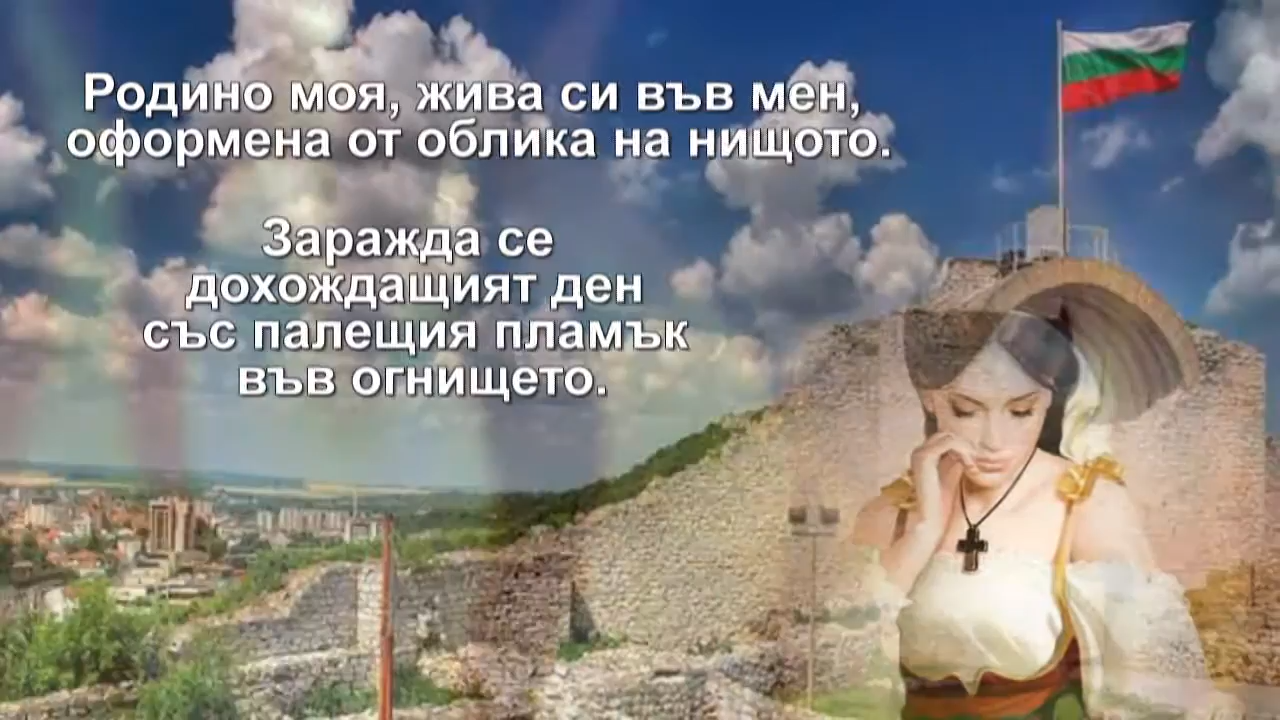 Родино моя, жива си във мен,
оформена от облика на нищото.
Заражда се
дохождащият ден
със палещия пламък
във огнището.